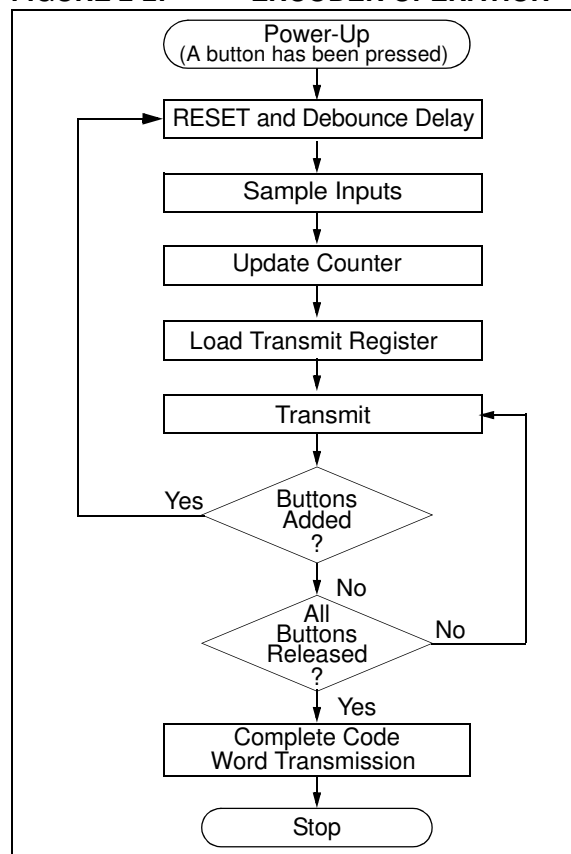 FIGURE ENCODER OPERATION
Power-Up
(A button has been pressed)
RESET and Debounce Delay
Sample Inputs
Update Counter
Load Transmit Register
Transmit
Yes
Buttons
Added
?
No
All
Buttons
Released
?
No
Yes
Complete Code
Word Transmission
Stop